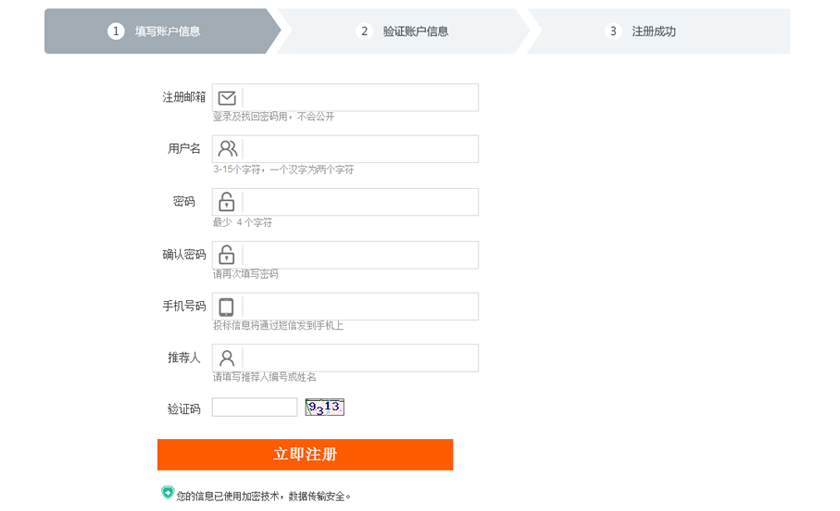 1 填写账户信息 2 验证账户信息 3 注册成功
注册邮箱
登录及找回密码用，不会公开
用户名
3-15个字符，一个汉字为两个字符
密码
最少 4个字符
确认密码
请再次填写密码
手机号码
投标信息将通过短信发到手机上
推荐人
请填写推荐人编号或姓名
验证码 9313
立即注册
您的信息已使用加密技术，数据传输安全。